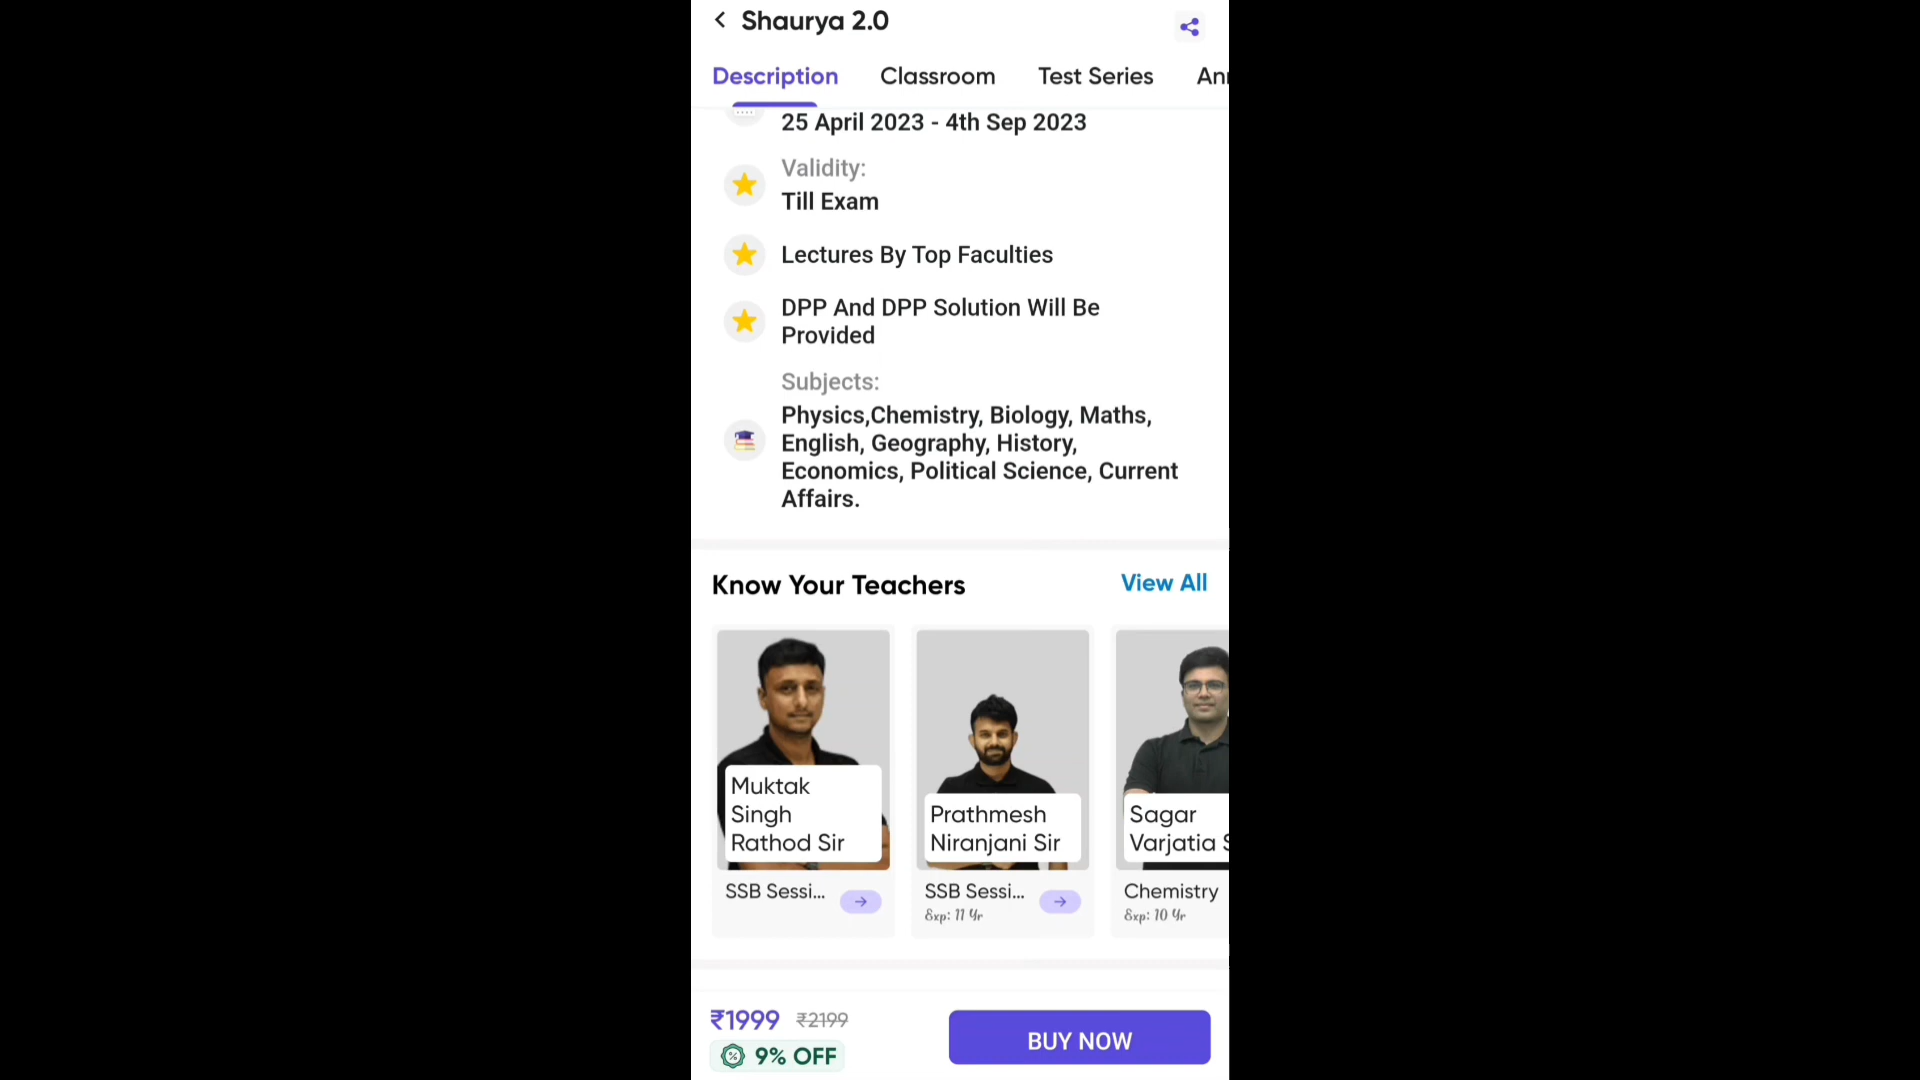 Shaurya 2.0
Description Classroom Test Series
25 April 2023 - 4th Sep 2023
Validity:
Till Exam
Lectures By Top Faculties
DPP And DPP Solution Will Be
Provided
Subjects:
Physics,Chemistry, Biology, Maths,
English, Geography, History,
Economics, Political Science, Current
Affairs.
Know Your Teachers View All
Muktak
Singh
Rathod Sir
SSB Sessi...
Prathmesh
Niranjani Sir
SSB Sessi...
Exp: 11 Yr
Sagar
Varjatia
Chemistry
Exp: 10 Yr
₹1999 ₹2199
9% OFF
BUY NOW